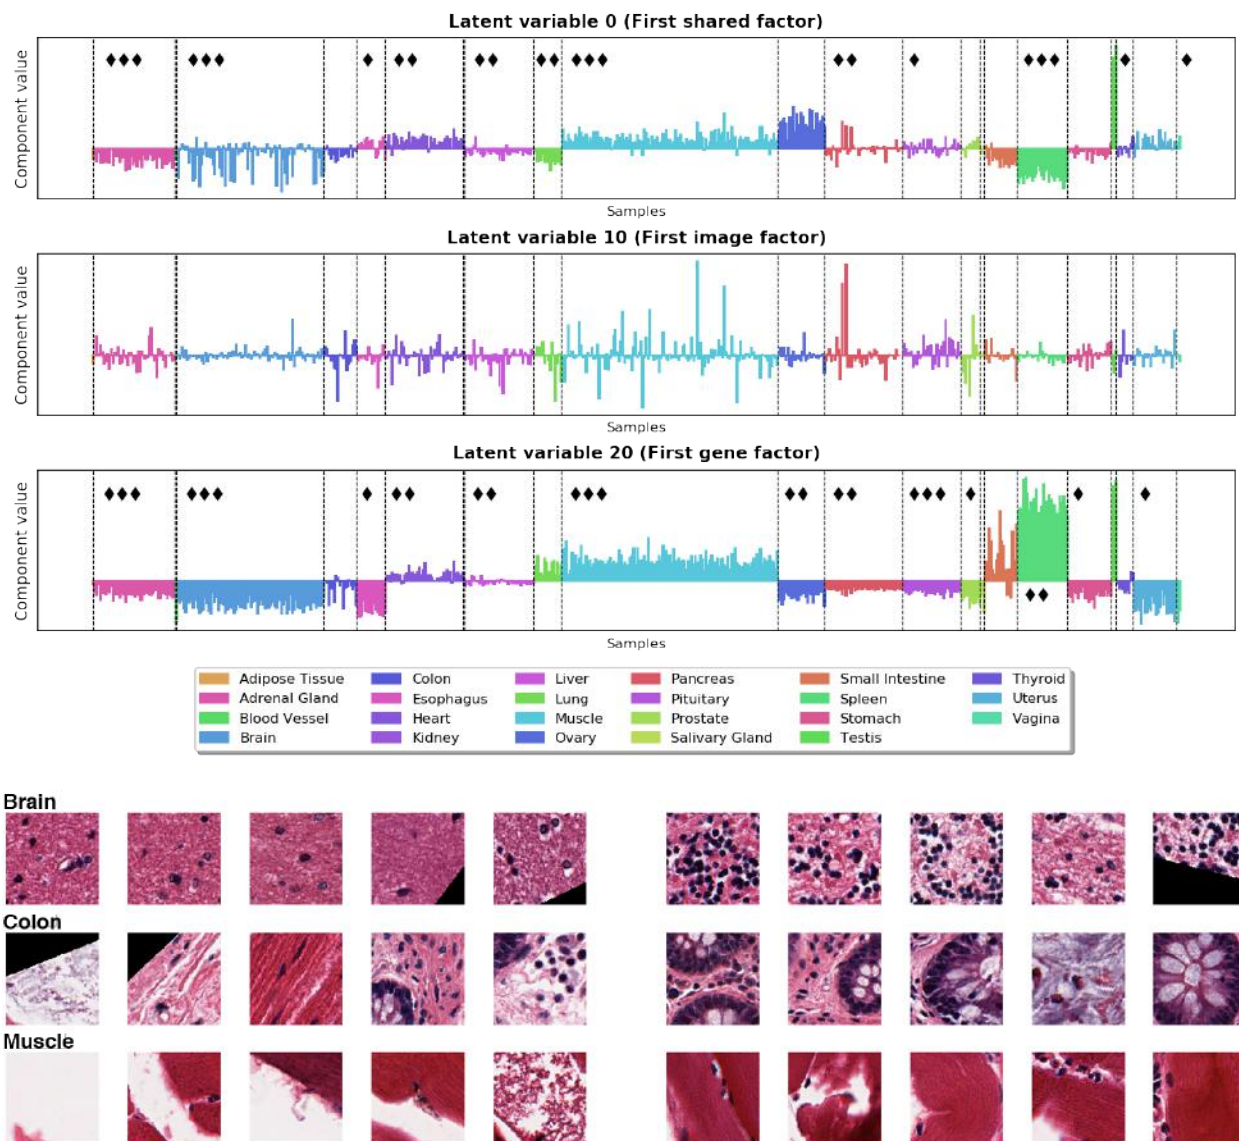 Latent variable 0 (First shared factor)
Component value
Samples
Latent variable 10 (First image factor)
Component value
Samples
Latent variable 20 (First gene factor)
Component value
Samples
Adipose Tissue Colon Liver Pancreas Small Intestine Thyroid
Adrenal Gland Esophagus Lung Pituitary Spleen Uterus
Blood Vessel Heart Muscle Prostate Stomach Vagina
Brain Kidney Ovary Salivary Gland Testis
Brain
Colon
Muscle